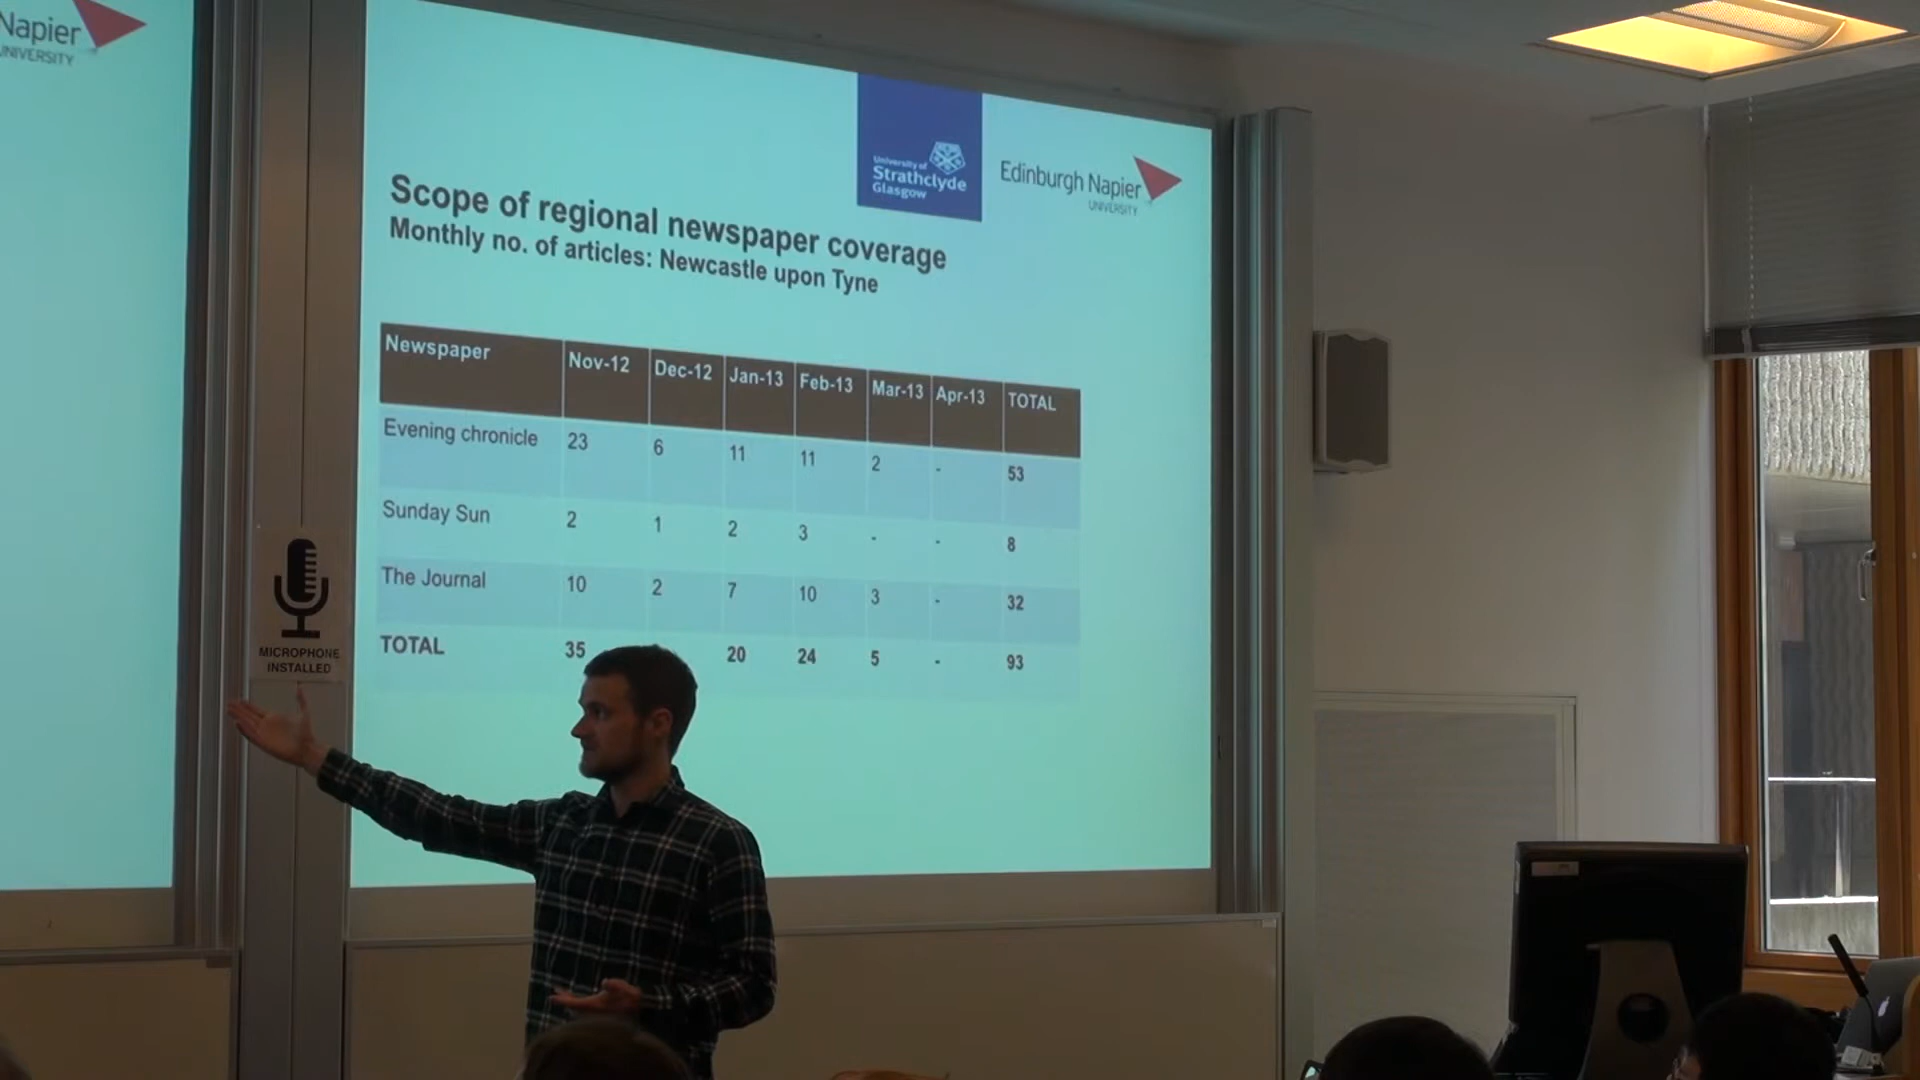 Napier
UNIVERSITY
University of
Strathclyde
Glasgow
Edinburgh Napier
UNIVERSITY
Scope of regional newspaper coverage
Monthly no. of articles: Newcastle upon Tyne
Newspaper Nov-12 Dec-12 Jan-13 Feb-13 Mar-13 Apr-13 TOTAL
Evening chronicle 23 6 11 11 2 - 53
Sunday Sun 2 1 2 3 - - 8
The Journal 10 2 7 10 3 - 32
TOTAL 35 20 24 5 - 93
MICROPHONE
INSTALLED